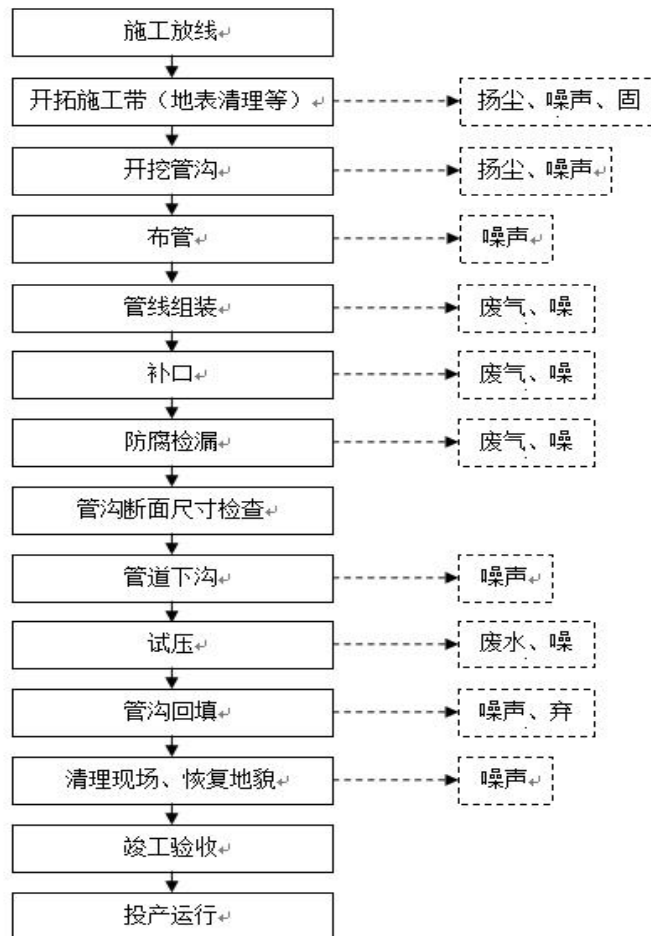 施工放线
开拓施工带（地表清理等） 扬尘、噪声、固
开挖管沟 扬尘、噪声
布管 噪声
管线组装 废气、噪
补口 废气、噪
防腐检漏 废气、噪
管沟断面尺寸检查
管道下沟 噪声
试压 废水、噪
管沟回填 噪声、弃
清理现场、恢复地貌 噪声
竣工验收
投产运行